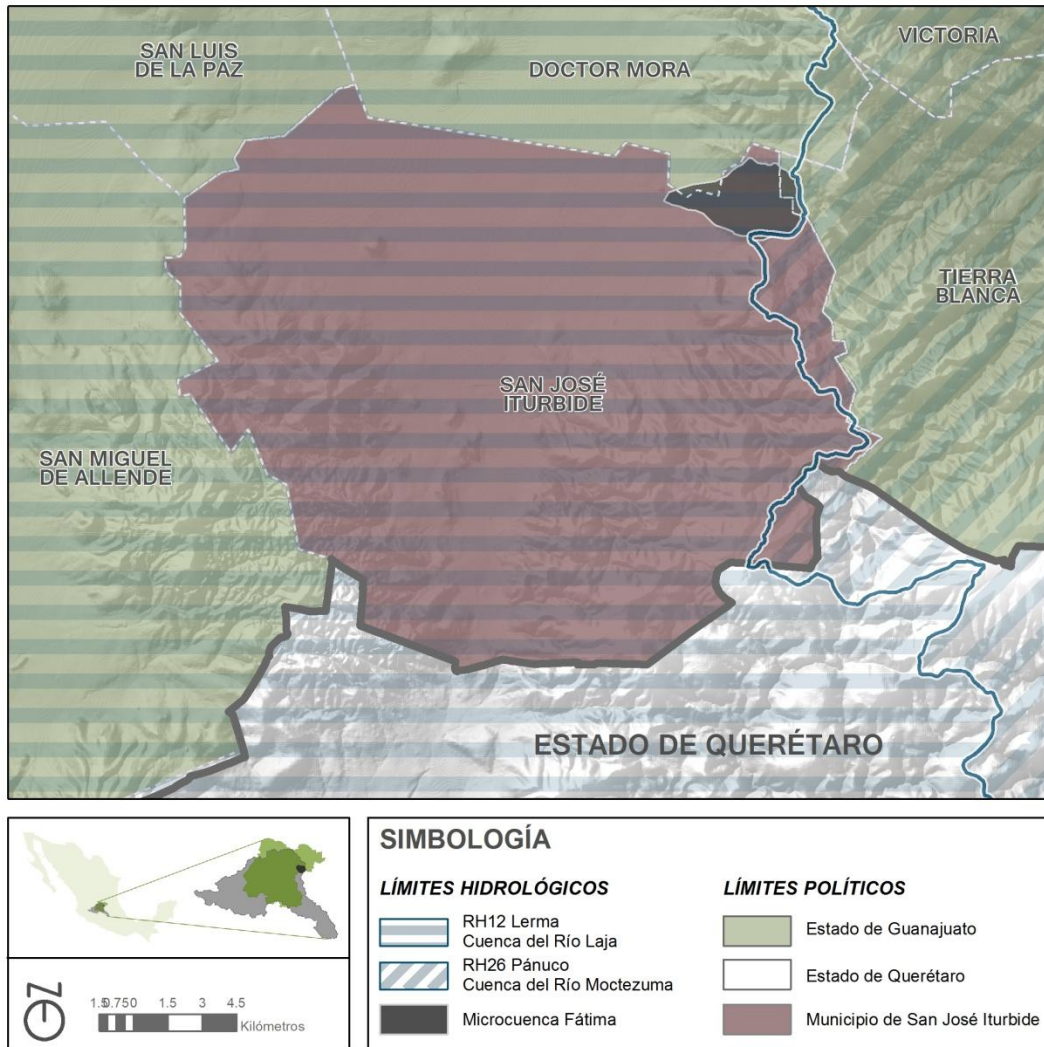 SAN LUIS
DE LA PAZ
DOCTOR MORA
VICTORIA
TIERRA
BLANCA
SAN JOSÉ
ITURBIDE
SAN MIGUEL
DE ALLENDE
ESTADO DE QUERÉTARO
SIMBOLOGÍA
LÍMITES HIDROLÓGICOS
RH12 Lerma
Cuenca del Río Laja
RH26 Pánuco
Cuenca del Río Moctezuma
Microcuenca Fátima
LÍMITES POLÍTICOS
Estado de Guanajuato
Estado de Querétaro
Municipio de San José Iturbide
N
1.5 0.75 0 1.5 3 4.5
Kilómetros